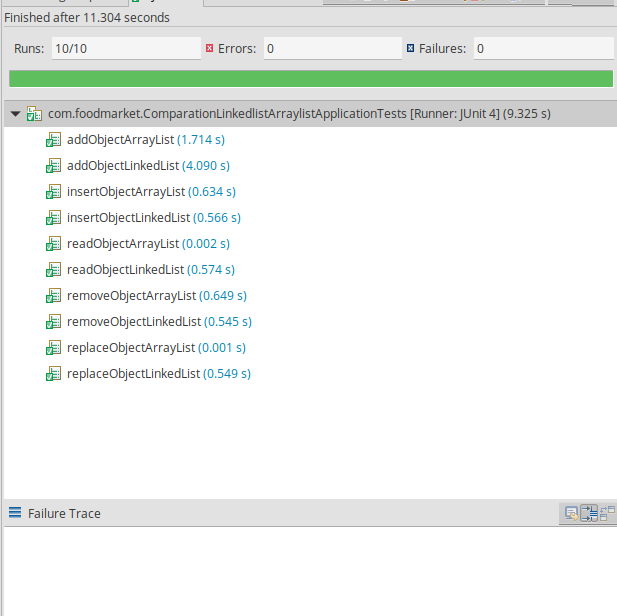 Finished after 11.304 seconds
Runs: 10/10 Errors: 0 Failures: 0
com.foodmarket.ComparationLinkedlistArraylistApplicationTests [Runner: JUnit 4] (9.325 s)
addObjectArrayList (1.714 s)
addObjectLinkedList (4.090 s)
insertObjectArrayList (0.634 s)
insertObjectLinkedList (0.566 s)
readObjectArrayList (0.002 s)
readObjectLinkedList (0.574 s)
removeObjectArrayList (0.649 s)
removeObjectLinkedList (0.545 s)
replaceObjectArrayList (0.001 s)
replaceObjectLinkedList (0.549 s)
Failure Trace